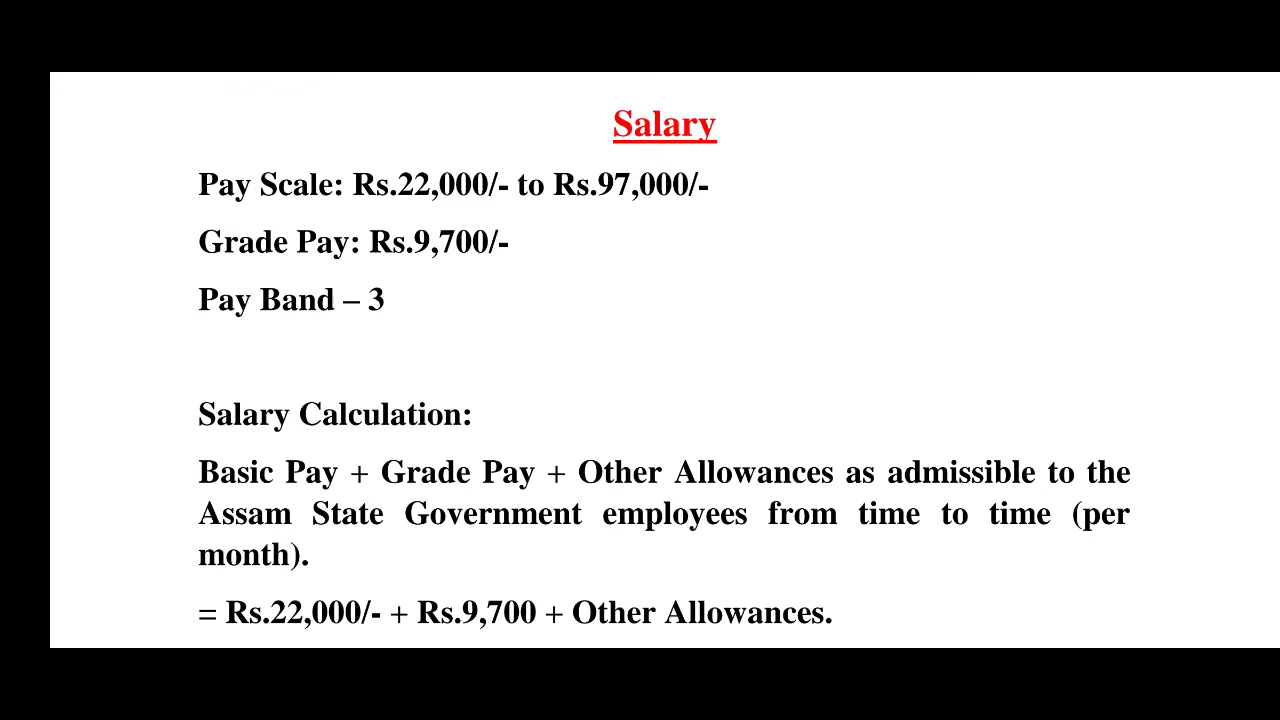 Salary
Pay Scale: Rs.22,000/- to Rs.97,000/-
Grade Pay: Rs.9,700/-
Pay Band – 3
Salary Calculation:
Basic Pay + Grade Pay + Other Allowances as admissible to the
Assam State Government employees from time to time (per
month).
= Rs.22,000/- + Rs.9,700 + Other Allowances.